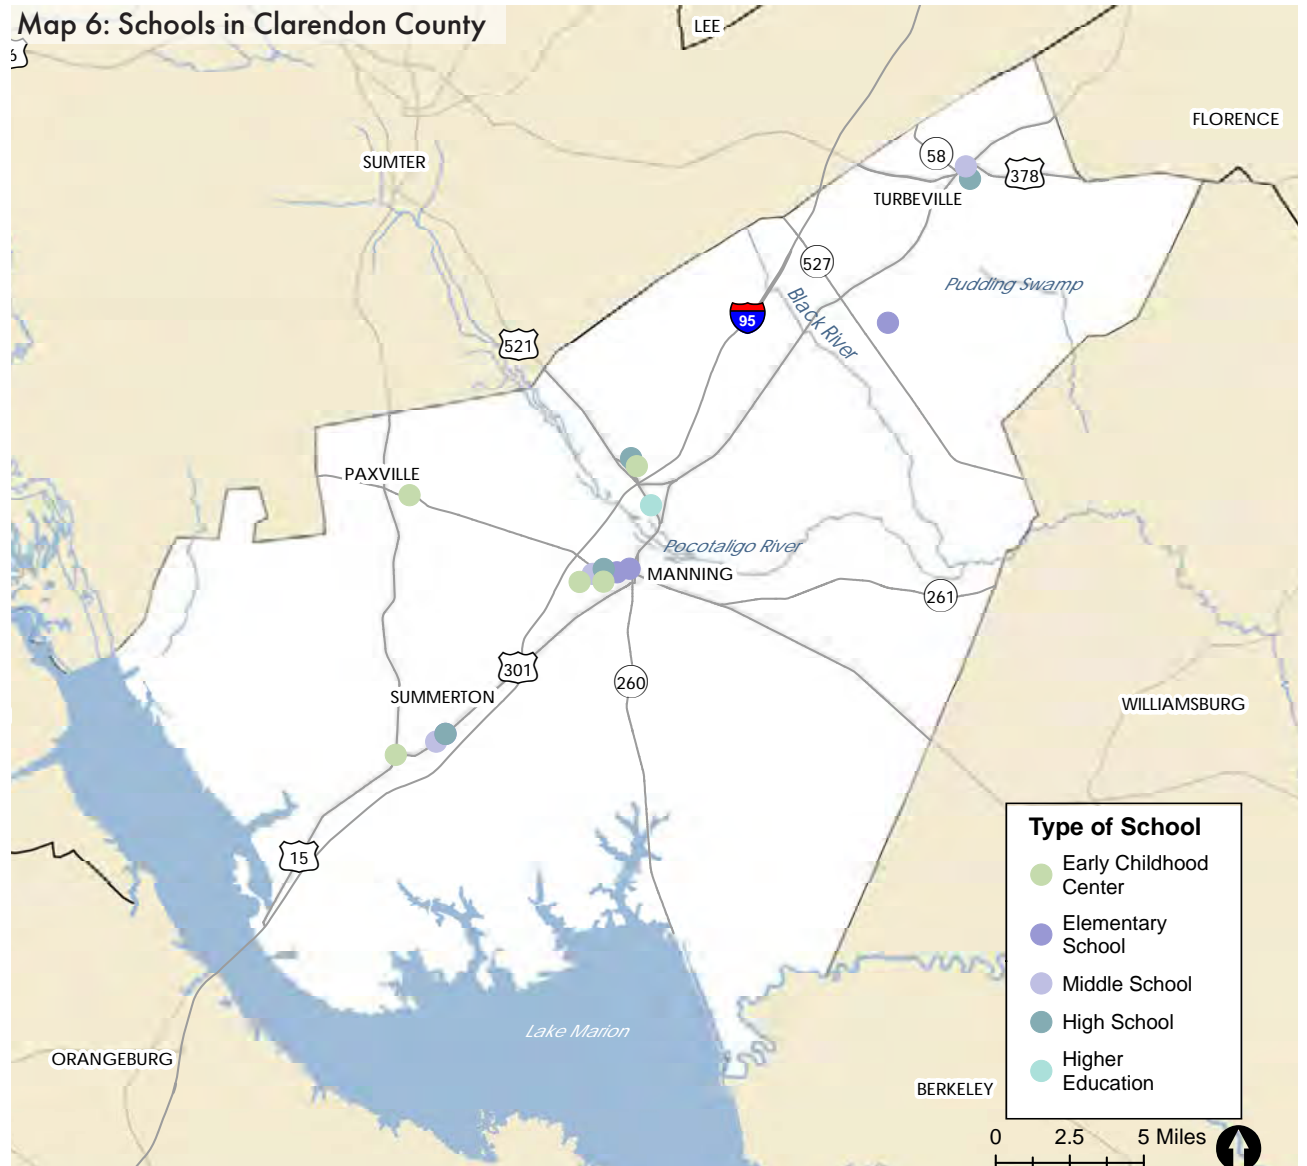 Map 6: Schools in Clarendon County
LEE
6
FLORENCE
SUMTER
58
378
TURBEVILLE
527
Pudding Swamp
Black River
95
521
PAXVILLE
Pocotaligo River
MANNING
261
301
260
SUMMERTON
WILLIAMSBURG
15
Type of School
Early Childhood
Center
Elementary
School
Middle School
High School
Higher
Education
Lake Marion
ORANGEBURG
BERKELEY
0 2.5 5 Miles